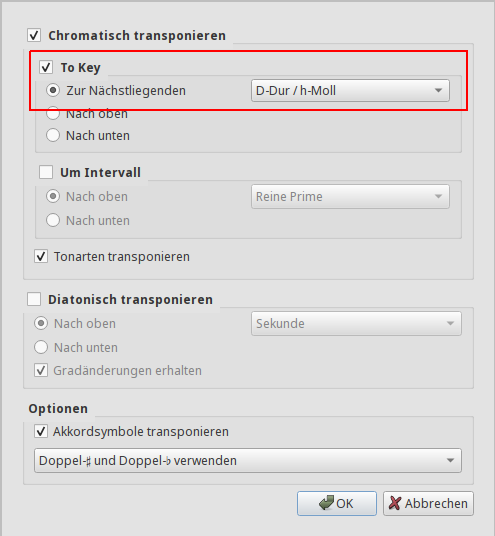 Chromatisch transponieren
To Key
Zur Nächstliegenden D-Dur / h-Moll
Nach oben
Nach unten
Um Intervall
Nach oben Reine Prime
Nach unten
Tonarten transponieren
Diatonisch transponieren
Nach oben Sekunde
Nach unten
Gradänderungen erhalten
Optionen
Akkordsymbole transponieren
Doppel-♯ und Doppel-♭ verwenden
OK Abbrechen